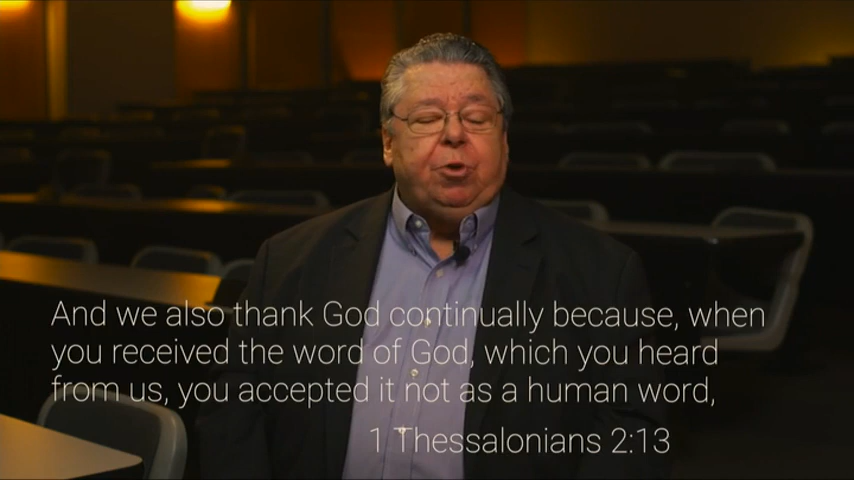 And we also thank God continually because, when
you received the word of God, which you heard
from us, you accepted it not as a human word,
1 Thessalonians 2:13